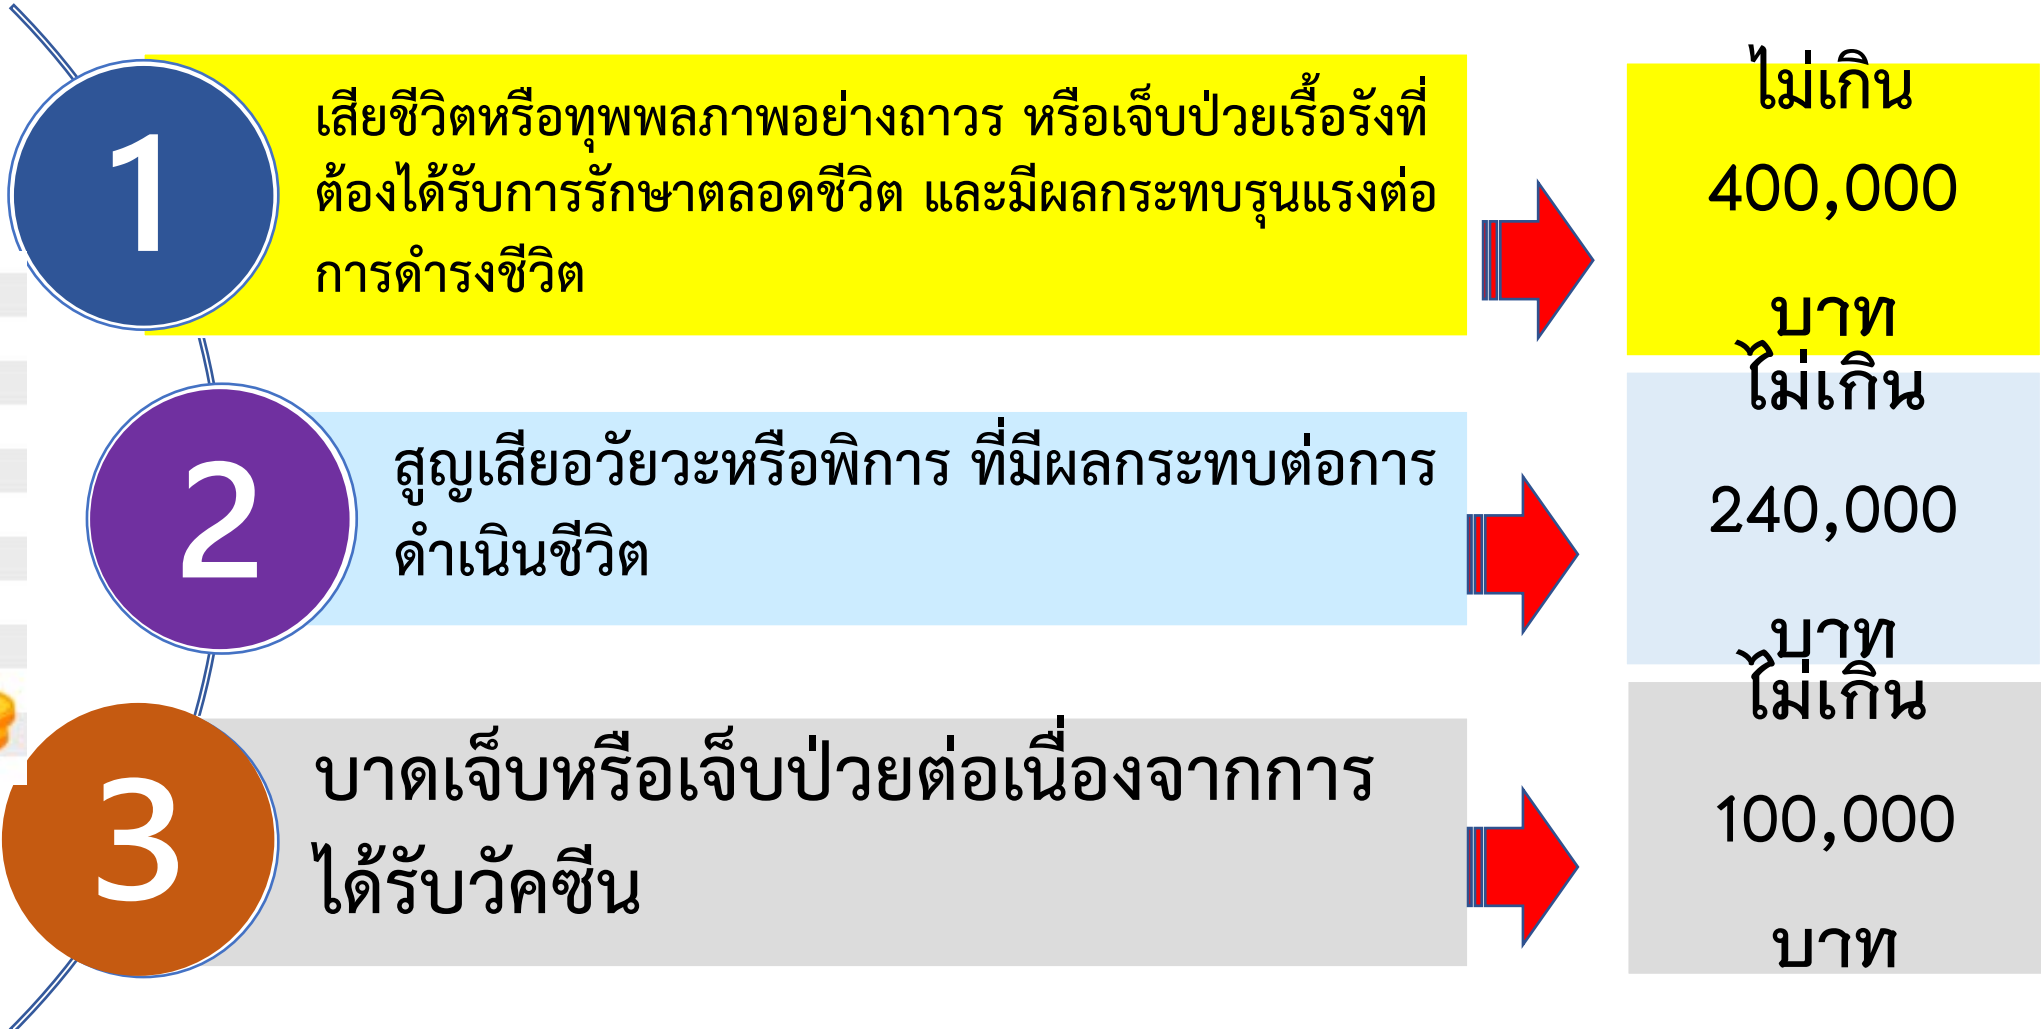 1
เสียชีวิตหรือทุพพลภาพอย่างถาวร หรือเจ็บป่วยเรื้อรังที่
ต้องได้รับการรักษาตลอดชีวิต และมีผลกระทบรุนแรงต่อ
การดำรงชีวิต
ไม่เกิน
400,000
บาท
2
สูญเสียอวัยวะหรือพิการ ที่มีผลกระทบต่อการ
ดำเนินชีวิต
ไม่เกิน
240,000
บาท
3
บาดเจ็บหรือเจ็บป่วยต่อเนื่องจากการ
ได้รับวัคซีน
ไม่เกิน
100,000
บาท